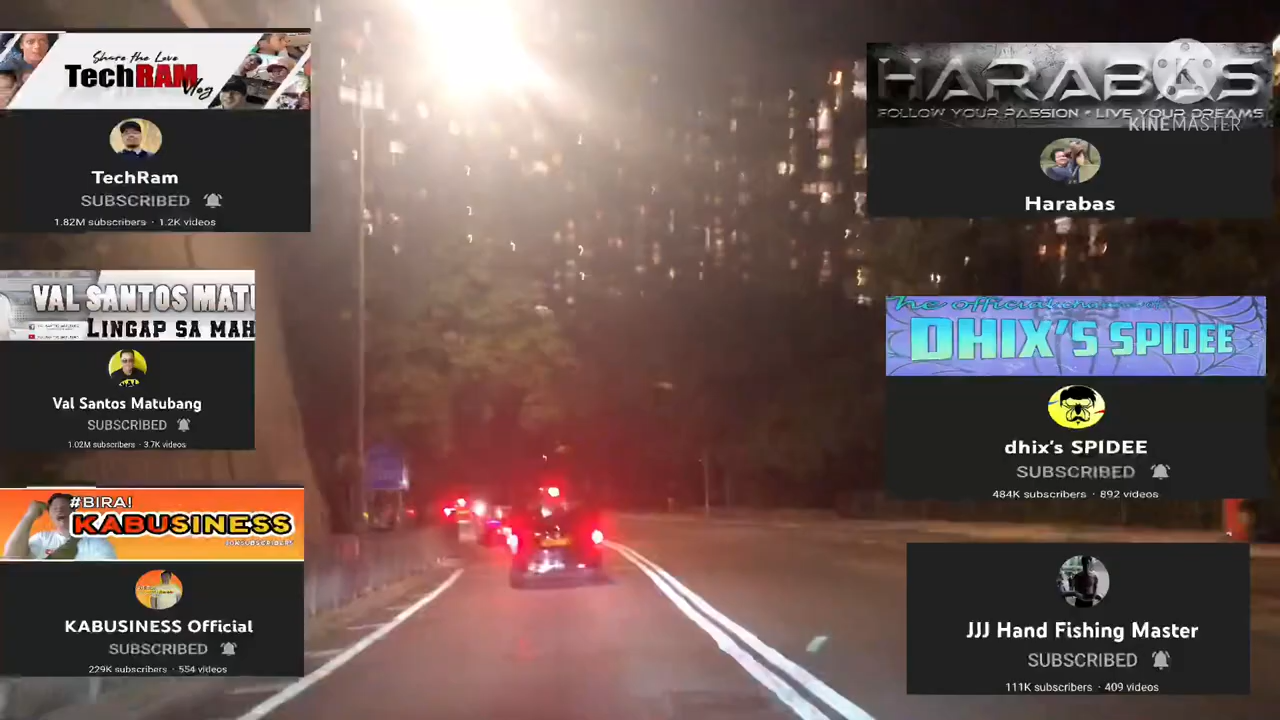 Share the Love
TechRAM
Vlog
TechRam
SUBSCRIBED
1.82M subscribers · 1.2K videos
VAL SANTOS MATU
LINGAP SA MAH
Val Santos Matubang
SUBSCRIBED
1.02M subscribers · 3.7K videos
#BIRA!
KABUSINESS
KABUSINESS Official
SUBSCRIBED
229K subscribers · 554 videos
HARABAS
FOLLOW YOUR PASSION • LIVE YOUR DREAMS
K
KINEMASTER
Harabas
DHIX'S SPIDEE
dhix's SPIDEE
SUBSCRIBED
484K subscribers · 892 videos
JJJ Hand Fishing Master
SUBSCRIBED
111K subscribers · 409 videos